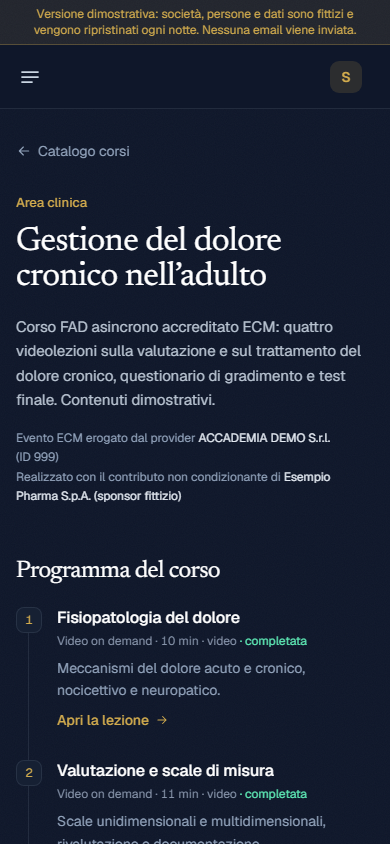 Versione dimostrativa: società, persone e dati sono fittizi e
vengono ripristinati ogni notte. Nessuna email viene inviata.
S
← Catalogo corsi
Area clinica
Gestione del dolore
cronico nell’adulto
Corso FAD asincrono accreditato ECM: quattro
videolezioni sulla valutazione e sul trattamento del
dolore cronico, questionario di gradimento e test
finale. Contenuti dimostrativi.
Evento ECM erogato dal provider ACCADEMIA DEMO S.r.l.
(ID 999)
Realizzato con il contributo non condizionante di Esempio
Pharma S.p.A. (sponsor fittizio)
Programma del corso
1
Fisiopatologia del dolore
Video on demand · 10 min · video · completata
Meccanismi del dolore acuto e cronico,
nocicettivo e neuropatico.
Apri la lezione →
2
Valutazione e scale di misura
Video on demand · 11 min · video · completata
Scale unidimensionali e multidimensionali,
rivalutazione e documentazione